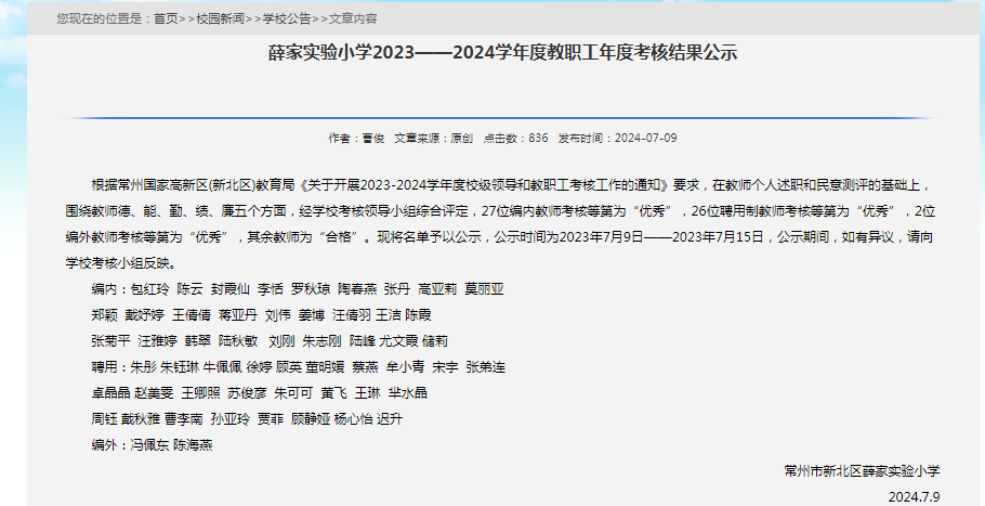 您现在的位置是：首页>>校园新闻>>学校公告>>文章内容
薛家实验小学2023——2024学年度教职工年度考核结果公示
作者：曹俊 文章来源：原创 点击数：836 发布时间：2024-07-09
根据常州国家高新区(新北区)教育局《关于开展2023-2024学年度校级领导和教职工考核工作的通知》要求，在教师个人述职和民意测评的基础上，
围绕教师德、能、勤、绩、廉五个方面，经学校考核领导小组综合评定，27位编内教师考核等第为“优秀”，26位聘用制教师考核等第为“优秀”，2位
编外教师考核等第为“优秀”，其余教师为“合格”。现将名单予以公示，公示时间为2023年7月9日——2023年7月15日，公示期间，如有异议，请向
学校考核小组反映。
编内：包红玲 陈云 封霞仙 李恬 罗秋琼 陶春燕 张丹 高亚莉 莫丽亚
郑颖 戴妤婷 王倩倩 蒋亚丹 刘伟 姜博 汪倩羽 王洁 陈霞
张菊平 汪雅婷 韩翠 陆秋敏 刘刚 朱志刚 陆峰 尤文霞 储莉
聘用：朱彤 朱钰琳 牛佩佩 徐婷 顾英 董明媛 蔡燕 牟小青 宋宇 张弟连
卓晶晶 赵美雯 王卿照 苏俊彦 朱可可 黄飞 王琳 芈水晶
周钰 戴秋雅 曹李南 孙亚玲 贾菲 顾静娅 杨心怡 迟升
编外：冯佩东 陈海燕
常州市新北区薛家实验小学
2024.7.9